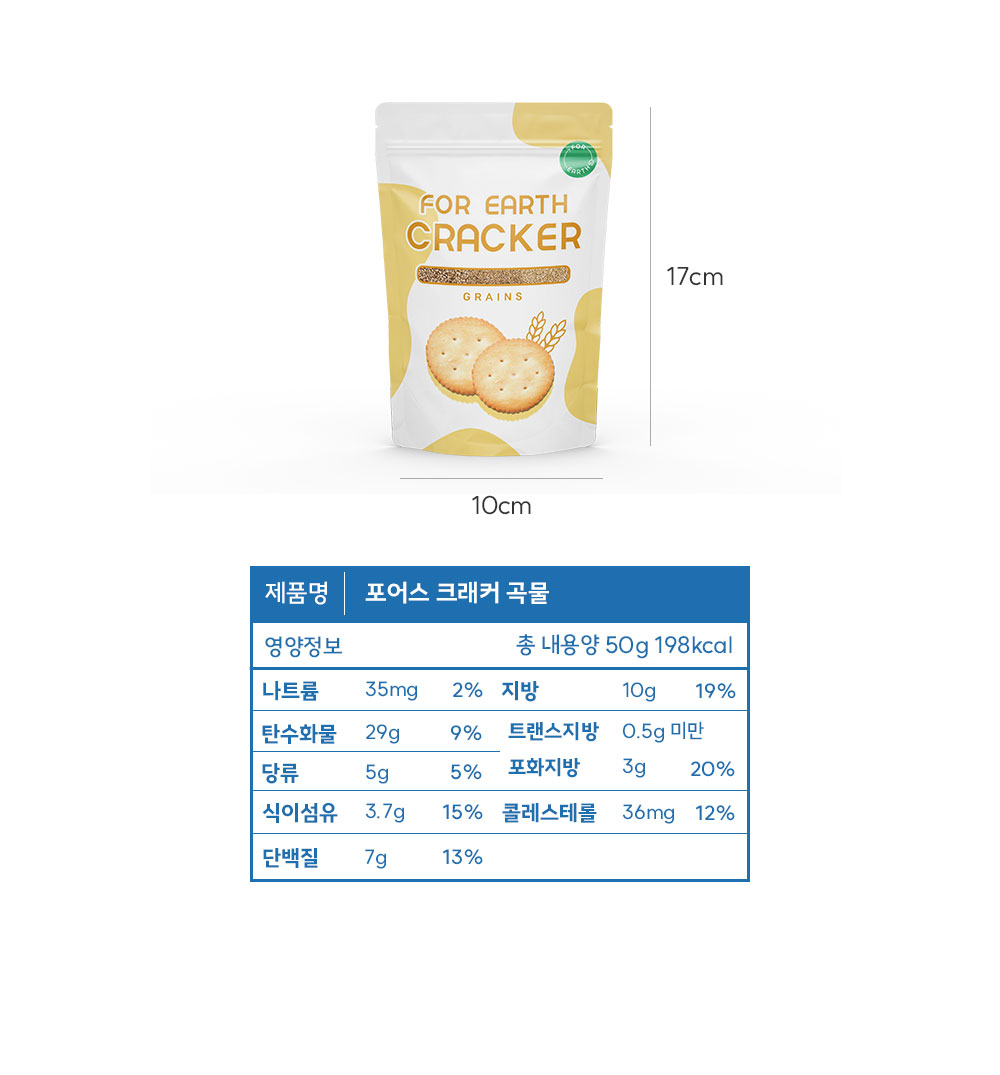 FOR
EARTH
FOR EARTH
CRACKER
GRAINS
17cm
10cm
제품명 포어스 크래커 곡물
영양정보 총 내용양 50g 198kcal
나트륨 35mg 2% 지방 10g 19%
탄수화물 29g 9% 트랜스지방 0.5g 미만
당류 5g 5% 포화지방 3g 20%
식이섬유 3.7g 15% 콜레스테롤 36mg 12%
단백질 7g 13%